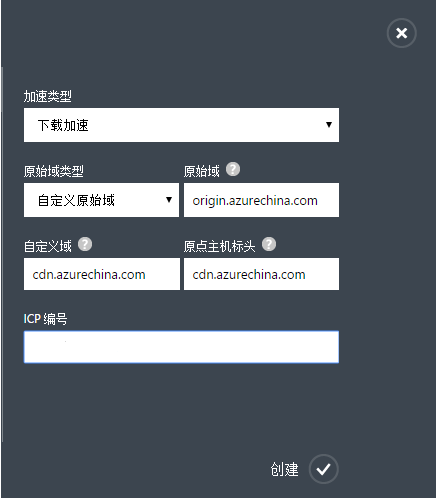 加速类型
下载加速
原始域类型 原始域 ?
自定义原始域 origin.azurechina.com
自定义域 ? 原点主机标头 ?
cdn.azurechina.com cdn.azurechina.com
ICP 编号
创建